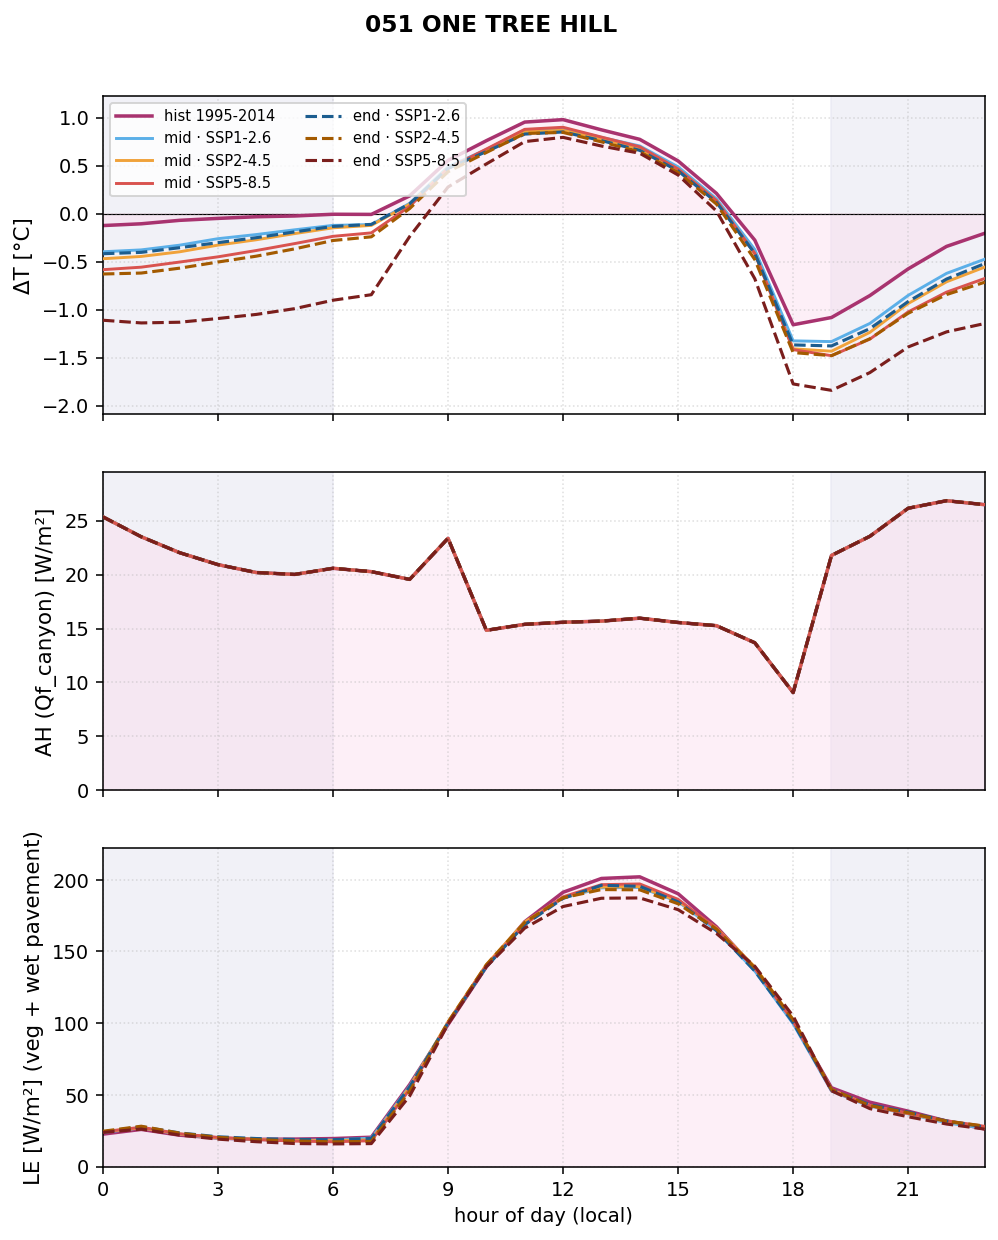 051 ONE TREE HILL
hist 1995-2014
mid · SSP1-2.6
mid · SSP2-4.5
mid · SSP5-8.5
end · SSP1-2.6
end · SSP2-4.5
end · SSP5-8.5
ΔT [°C]
1.0
0.5
0.0
−0.5
−1.0
−1.5
−2.0
AH (Qf_canyon) [W/m²]
25
20
15
10
5
0
LE [W/m²] (veg + wet pavement)
200
150
100
50
0
0 3 6 9 12 15 18 21
hour of day (local)